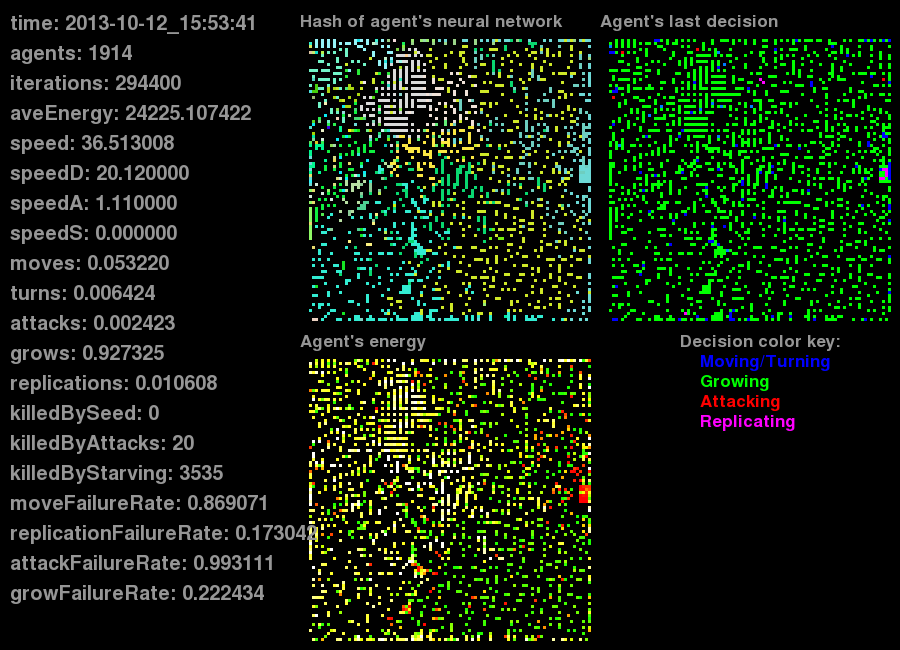 time: 2013-10-12_15:53:41
agents: 1914
iterations: 294400
aveEnergy: 24225.107422
speed: 36.513008
speedD: 20.120000
speedA: 1.110000
speedS: 0.000000
moves: 0.053220
turns: 0.006424
attacks: 0.002423
grows: 0.927325
replications: 0.010608
killedBySeed: 0
killedByAttacks: 20
killedByStarving: 3535
moveFailureRate: 0.869071
replicationFailureRate: 0.173042
attackFailureRate: 0.993111
growFailureRate: 0.222434
Hash of agent's neural network
Agent's last decision
Agent's energy
Decision color key:
Moving/Turning
Growing
Attacking
Replicating